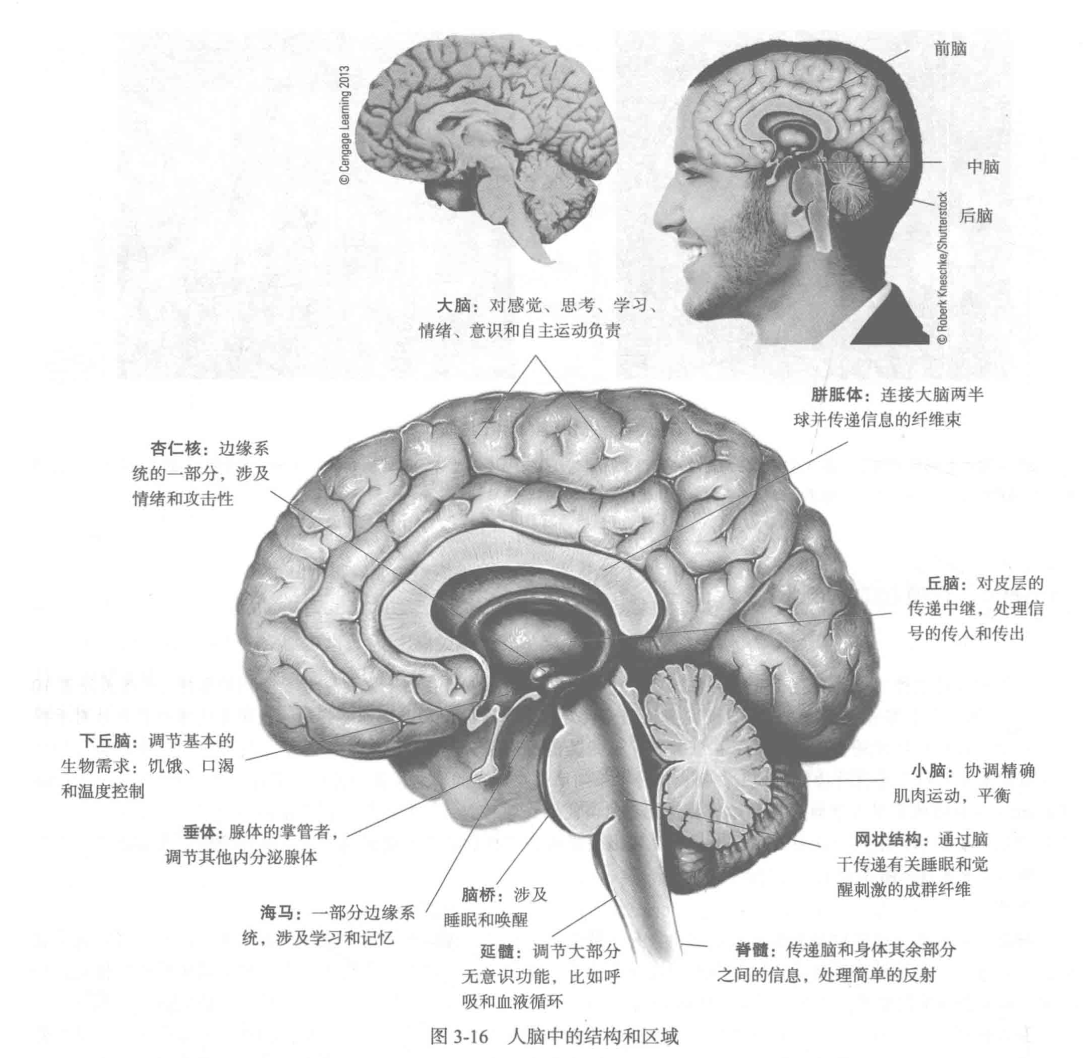 © Cengage Learning 2013
前脑
中脑
后脑
© Roberk Kneschke/Shutterstock
大脑：对感觉、思考、学习、
情绪、意识和自主运动负责
胼胝体：连接大脑两半
球并传递信息的纤维束
杏仁核：边缘系
统的一部分，涉及
情绪和攻击性
丘脑：对皮层的
传递中继，处理信
号的传入和传出
下丘脑：调节基本的
生物需求：饥饿、口渴
和温度控制
小脑：协调精确
肌肉运动，平衡
垂体：腺体的掌管者，
调节其他内分泌腺体
网状结构：通过脑
干传递有关睡眠和觉
醒刺激的成群纤维
海马：一部分边缘系
统，涉及学习和记忆
脑桥：涉及
睡眠和唤醒
延髓：调节大部分
无意识功能，比如呼
吸和血液循环
脊髓：传递脑和身体其余部分
之间的信息，处理简单的反射
图 3-16 人脑中的结构和区域